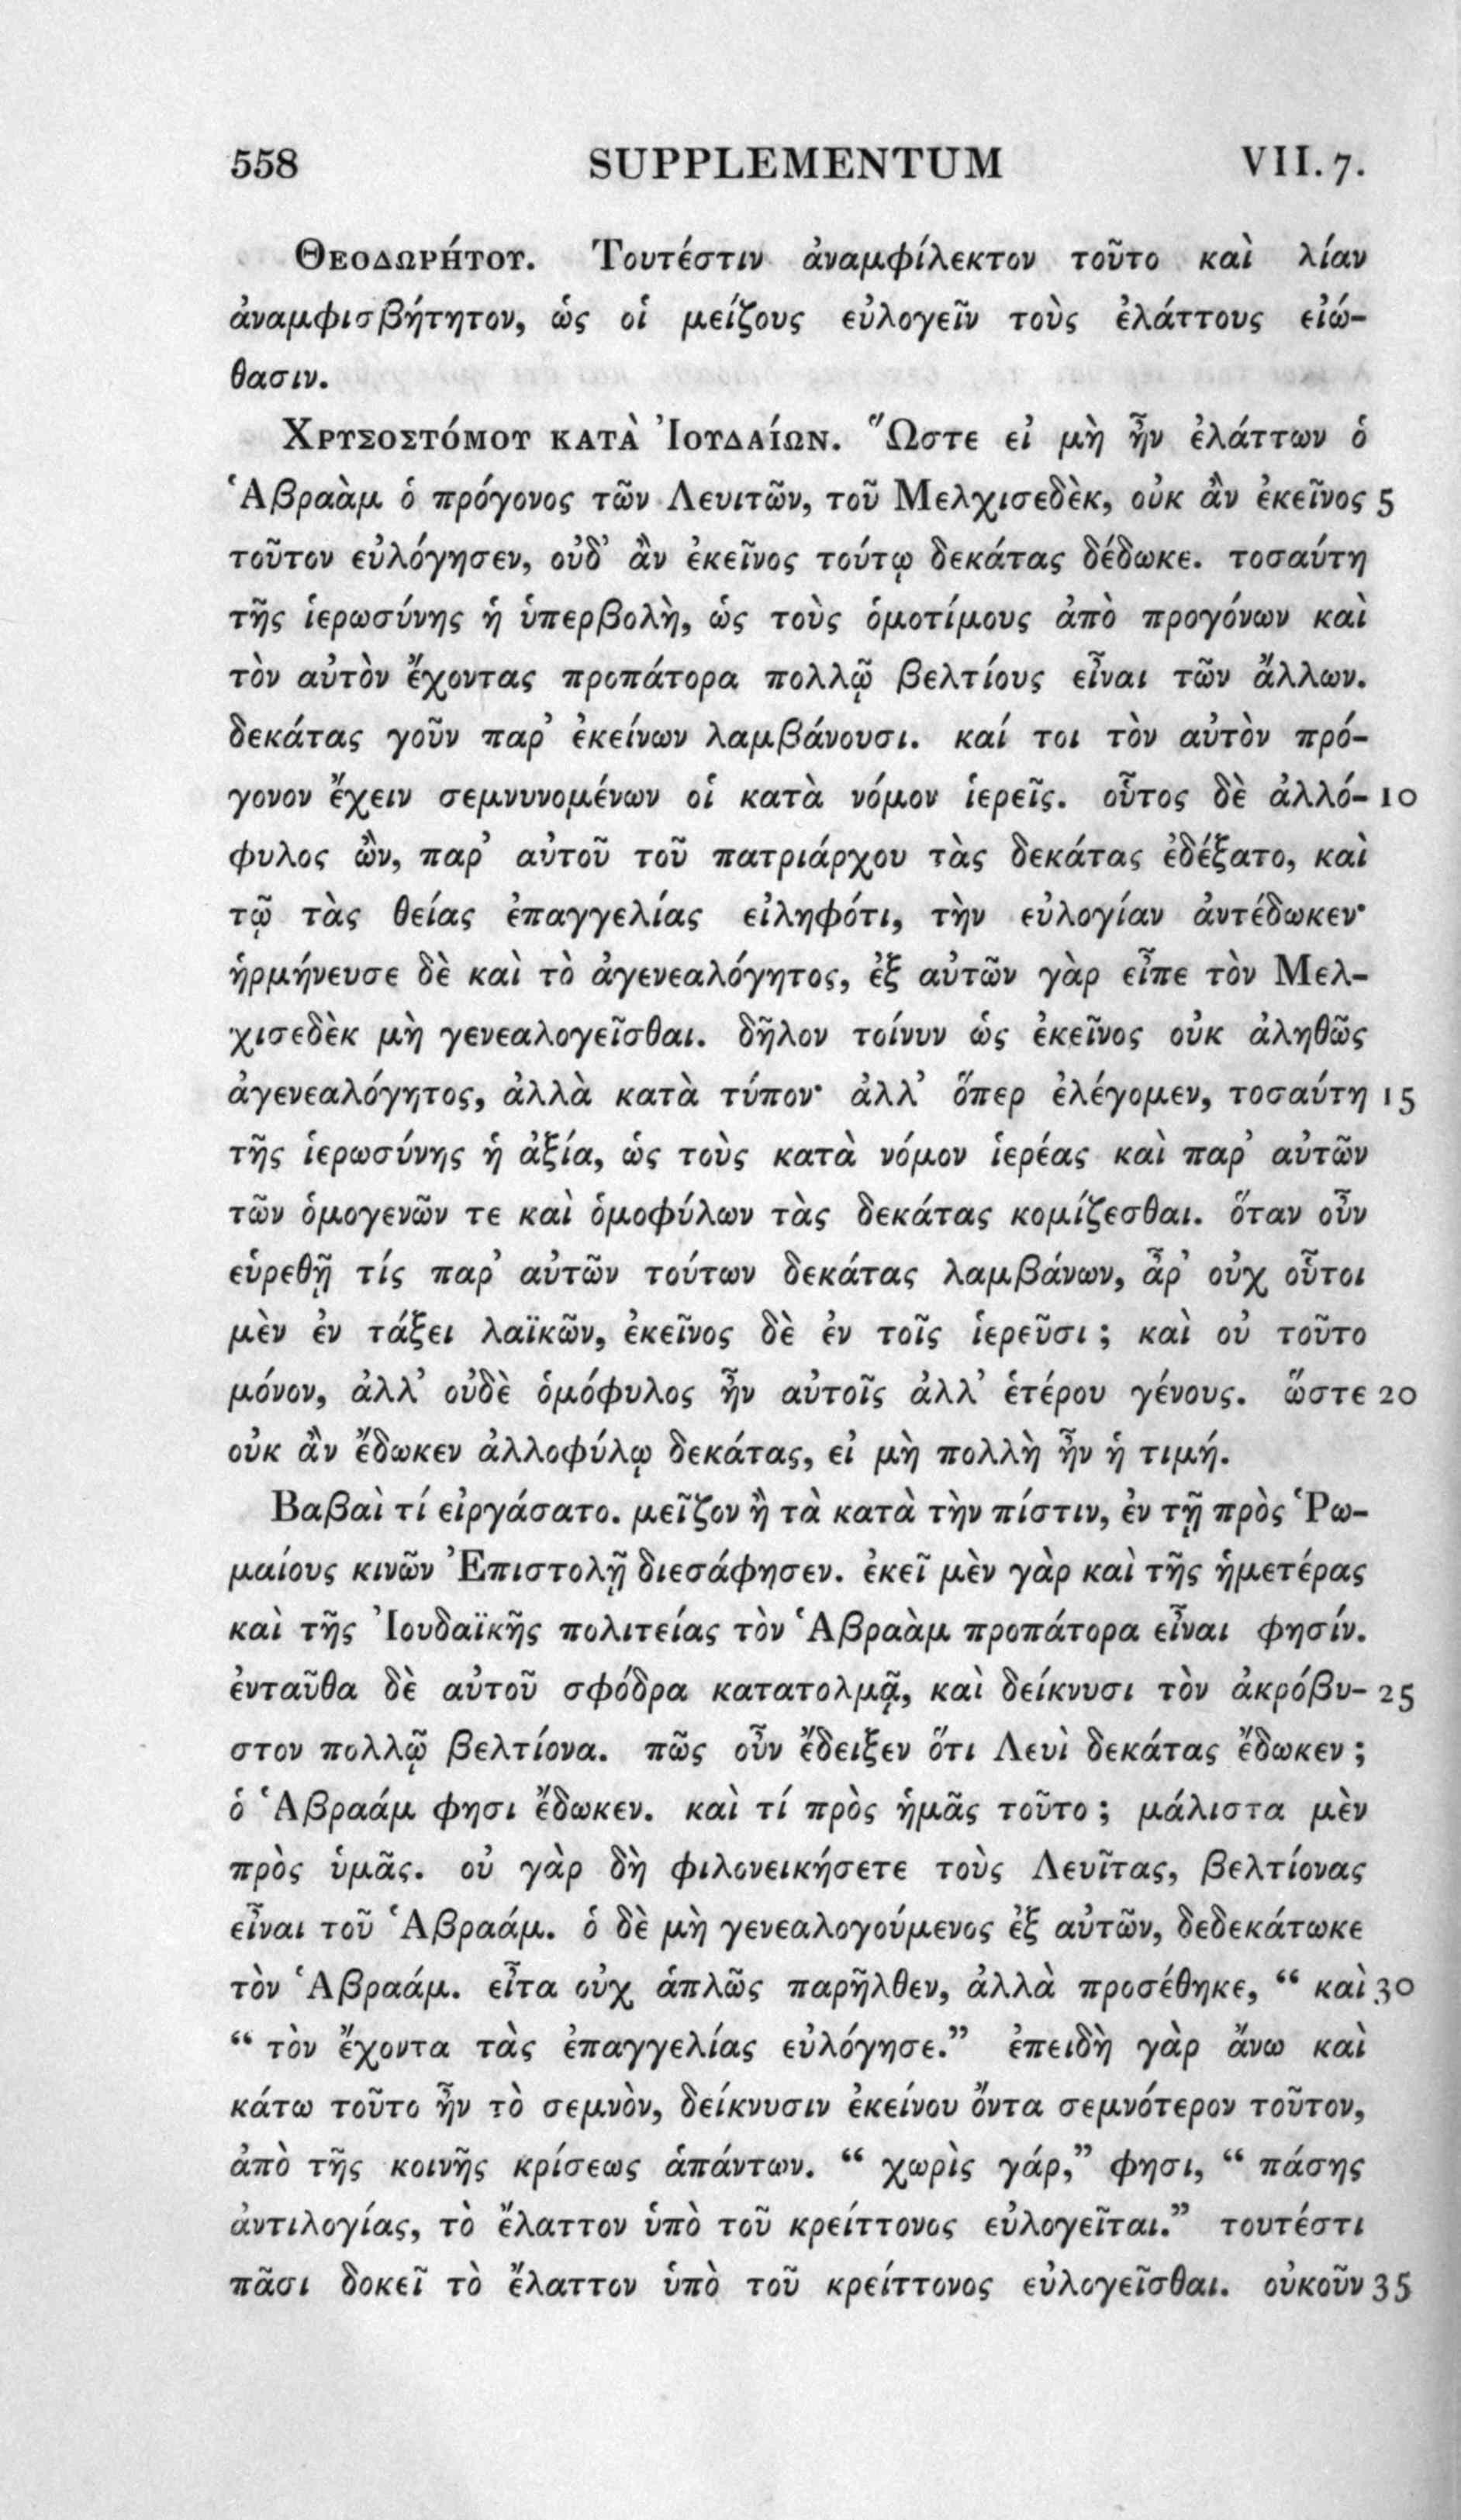 558 SUPPLEMENTUM VII. 7.
Θεοδωρήτου. Τουτέστιν ἀναμφίλεκτον τοῦτο καὶ λίαν
ἀναμφισβήτητον, ὡς οἱ μείζους εὐλογεῖν τοὺς ἐλάττους εἰώ-
θασιν.
Χρυσοστόμου κατὰ Ἰουδαίων. Ὥστε εἰ μὴ ἦν ἐλάττων ὁ
Ἁβραὰμ ὁ πρόγονος τῶν Λευιτῶν, τοῦ Μελχισεδὲκ, οὐκ ἂν ἐκεῖνος 5
τοῦτον εὐλόγησεν, οὐδ’ ἂν ἐκεῖνος τούτῳ δεκάτας δέδωκε. τοσαύτη
τῆς ἱερωσύνης ἡ ὑπερβολὴ, ὡς τοὺς ὁμοτίμους ἀπὸ προγόνων καὶ
τὸν αὐτὸν ἔχοντας προπάτορα πολλῷ βελτίους εἶναι τῶν ἄλλων.
δεκάτας γοῦν παρ’ ἐκείνων λαμβάνουσι. καί τοι τὸν αὐτὸν πρό-
γονον ἔχειν σεμνυνομένων οἱ κατὰ νόμον ἱερεῖς. οὗτος δὲ ἀλλό- 10
φυλος ὢν, παρ’ αὐτοῦ τοῦ πατριάρχου τὰς δεκάτας ἐδέξατο, καὶ
τῷ τὰς θείας ἐπαγγελίας εἰληφότι, τὴν εὐλογίαν ἀντέδωκεν·
ἡρμήνευσε δὲ καὶ τὸ ἀγενεαλόγητος, ἐξ αὐτῶν γὰρ εἶπε τὸν Μελ-
χισεδὲκ μὴ γενεαλογεῖσθαι. δῆλον τοίνυν ὡς ἐκεῖνος οὐκ ἀληθῶς
ἀγενεαλόγητος, ἀλλὰ κατὰ τύπον· ἀλλ’ ὅπερ ἐλέγομεν, τοσαύτη 15
τῆς ἱερωσύνης ἡ ἀξία, ὡς τοὺς κατὰ νόμον ἱερέας καὶ παρ’ αὐτῶν
τῶν ὁμογενῶν τε καὶ ὁμοφύλων τὰς δεκάτας κομίζεσθαι. ὅταν οὖν
εὑρεθῇ τίς παρ’ αὐτῶν τούτων δεκάτας λαμβάνων, ἆρ’ οὐχ οὗτοι
μὲν ἐν τάξει λαϊκῶν, ἐκεῖνος δὲ ἐν τοῖς ἱερεῦσι ; καὶ οὐ τοῦτο
μόνον, ἀλλ’ οὐδὲ ὁμόφυλος ἦν αὐτοῖς ἀλλ’ ἑτέρου γένους. ὥστε 20
οὐκ ἂν ἔδωκεν ἀλλοφύλῳ δεκάτας, εἰ μὴ πολλὴ ἦν ἡ τιμή.
Βαβαὶ τί εἰργάσατο. μεῖζον ἢ τὰ κατὰ τὴν πίστιν, ἐν τῇ πρὸς Ῥω-
μαίους κινῶν Ἐπιστολῇ διεσάφησεν. ἐκεῖ μὲν γὰρ καὶ τῆς ἡμετέρας
καὶ τῆς Ἰουδαϊκῆς πολιτείας τὸν Ἁβραὰμ προπάτορα εἶναι φησίν.
ἐνταῦθα δὲ αὐτοῦ σφόδρα κατατολμᾷ, καὶ δείκνυσι τὸν ἀκρόβυ- 25
στον πολλῷ βελτίονα. πῶς οὖν ἔδειξεν ὅτι Λευὶ δεκάτας ἔδωκεν ;
ὁ Ἁβραάμ φησι ἔδωκεν. καὶ τί πρὸς ἡμᾶς τοῦτο ; μάλιστα μὲν
πρὸς ὑμᾶς. οὐ γὰρ δὴ φιλονεικήσετε τοὺς Λευῖτας, βελτίονας
εἶναι τοῦ Ἁβραάμ. ὁ δὲ μὴ γενεαλογούμενος ἐξ αὐτῶν, δεδεκάτωκε
τὸν Ἁβραάμ. εἶτα οὐχ ἁπλῶς παρῆλθεν, ἀλλὰ προσέθηκε, “ καὶ 30
“ τὸν ἔχοντα τὰς ἐπαγγελίας εὐλόγησε.” ἐπειδὴ γὰρ ἄνω καὶ
κάτω τοῦτο ἦν τὸ σεμνὸν, δείκνυσιν ἐκείνου ὄντα σεμνότερον τοῦτον,
ἀπὸ τῆς κοινῆς κρίσεως ἁπάντων. “ χωρὶς γάρ,” φησι, “ πάσης
ἀντιλογίας, τὸ ἔλαττον ὑπὸ τοῦ κρείττονος εὐλογεῖται.” τουτέστι
πᾶσι δοκεῖ τὸ ἔλαττον ὑπὸ τοῦ κρείττονος εὐλογεῖσθαι. οὐκοῦν 35